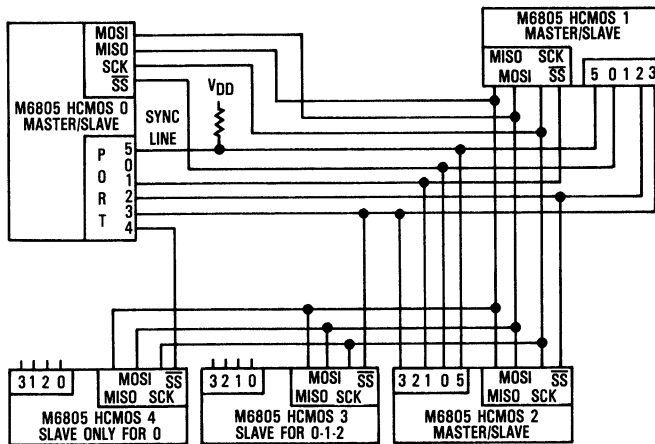 MOSI
MISO
SCK
SS
M6805 HCMOS 0
MASTER/SLAVE
SYNC
LINE
VDD
P
O
R
T
5
0
1
2
3
4
M6805 HCMOS 1
MASTER/SLAVE
MISO SCK
MOSI SS
5 0 1 2 3
3 1 2 0
MOSI SS
MISO SCK
M6805 HCMOS 4
SLAVE ONLY FOR 0
3 2 1 0
MOSI SS
MISO SCK
M6805 HCMOS 3
SLAVE FOR 0-1-2
3 2 1 0 5
MOSI SS
MISO SCK
M6805 HCMOS 2
MASTER/SLAVE